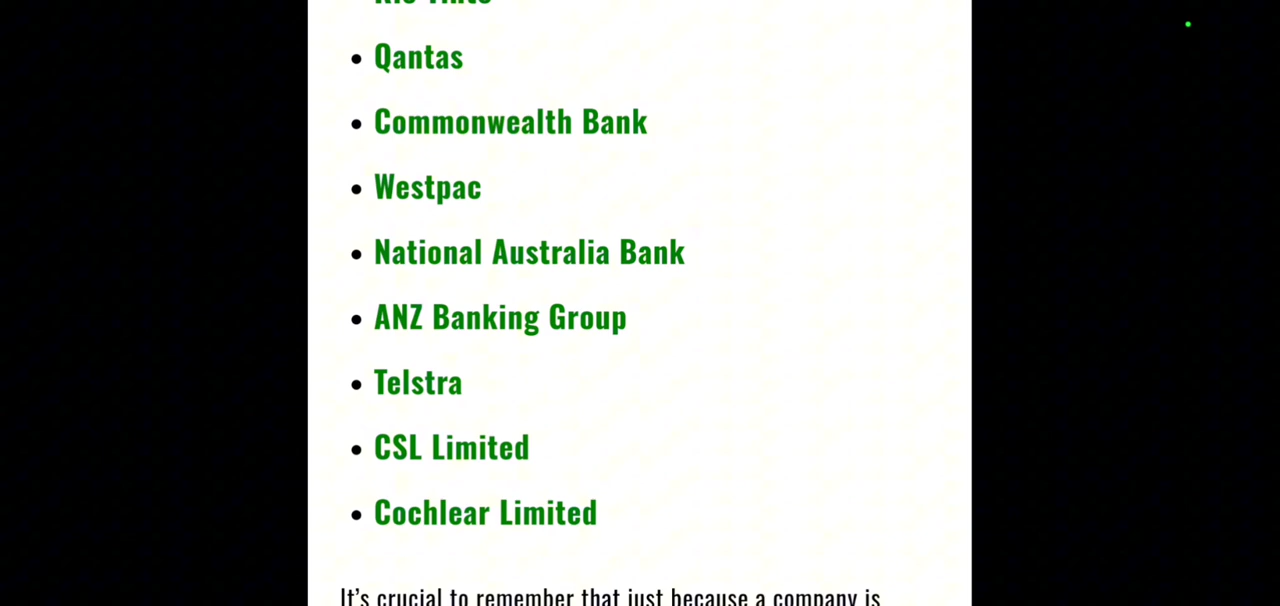 Qantas
Commonwealth Bank
Westpac
National Australia Bank
ANZ Banking Group
Telstra
CSL Limited
Cochlear Limited
It’s crucial to remember that just because a company is